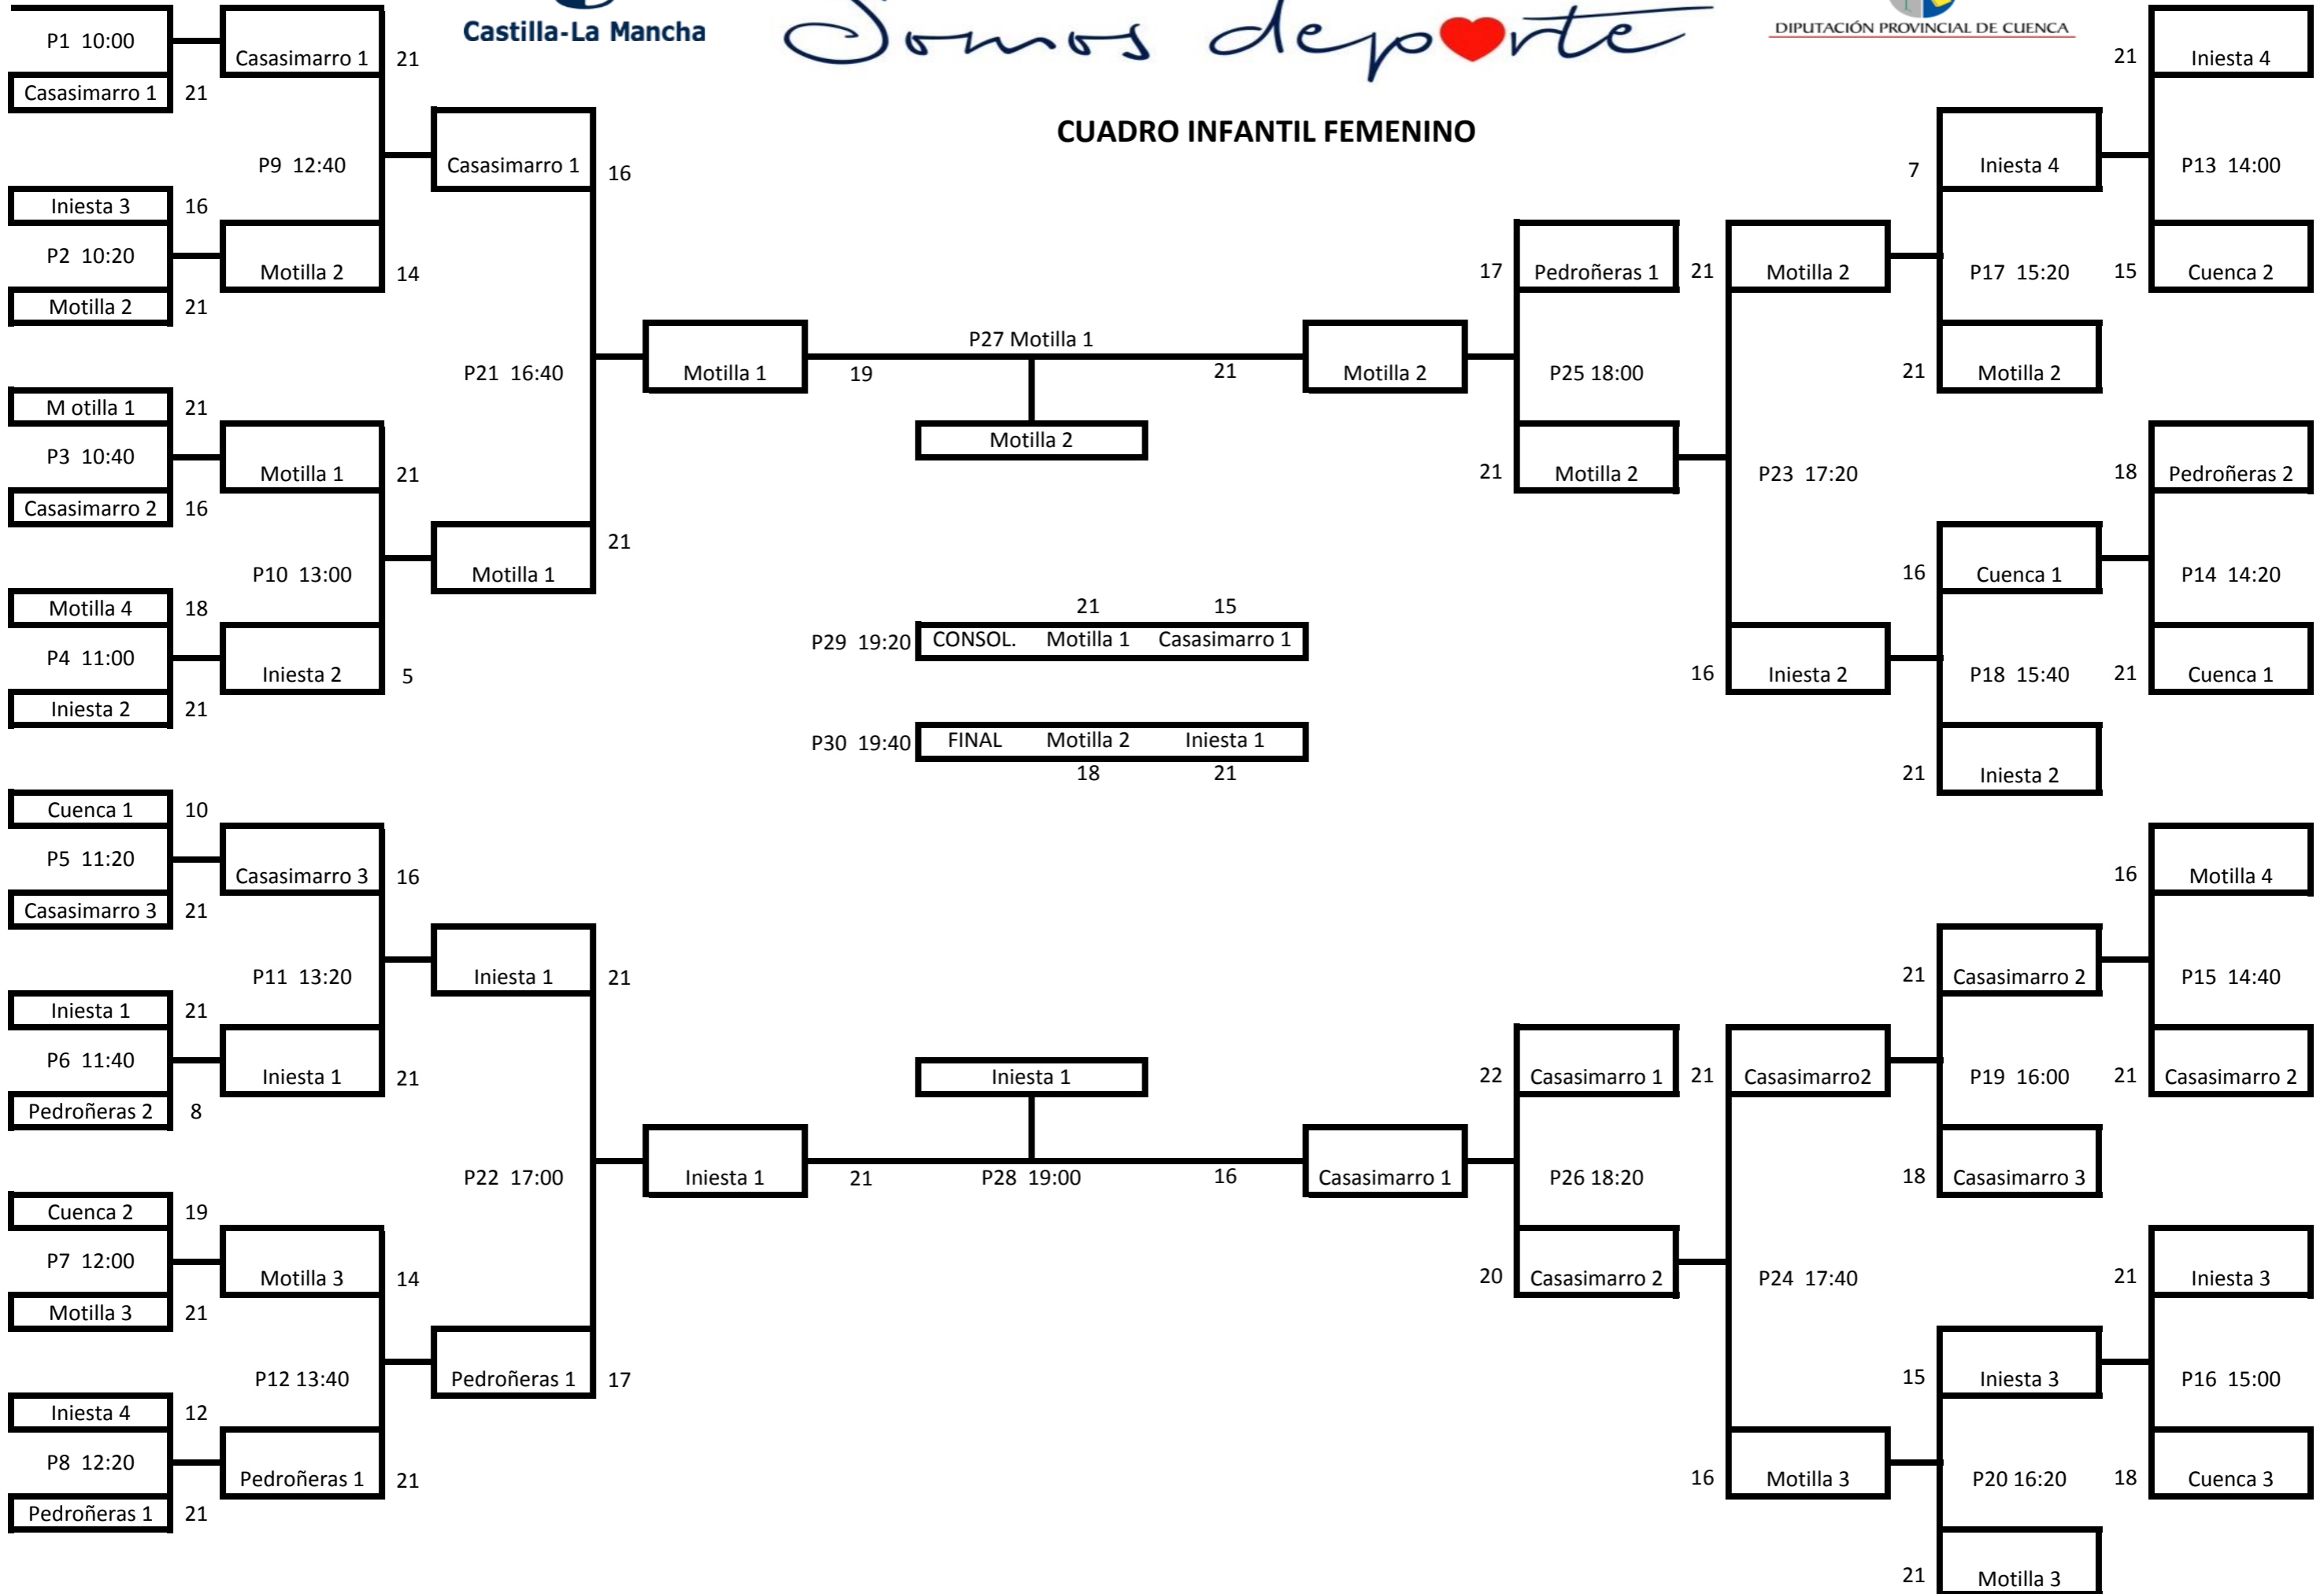 Castilla-La Mancha
Somos deporte
DIPUTACIÓN PROVINCIAL DE CUENCA
CUADRO INFANTIL FEMENINO
P1 10:00
Casasimarro 1 21
Casasimarro 1 21
P9 12:40
Iniesta 3 16
P2 10:20
Motilla 2 21
Motilla 2 14
Casasimarro 1 16
M otilla 1 21
P3 10:40
Casasimarro 2 16
Motilla 1 21
P10 13:00
Motilla 4 18
P4 11:00
Iniesta 2 21
Iniesta 2 5
Motilla 1 21
P21 16:40
Motilla 1 19
Cuenca 1 10
P5 11:20
Casasimarro 3 21
Casasimarro 3 16
P11 13:20
Iniesta 1 21
P6 11:40
Pedroñeras 2 8
Iniesta 1 21
Iniesta 1 21
Cuenca 2 19
P7 12:00
Motilla 3 21
Motilla 3 14
P12 13:40
Iniesta 4 12
P8 12:20
Pedroñeras 1 21
Pedroñeras 1 21
Pedroñeras 1 17
P22 17:00
Iniesta 1 21
P27 Motilla 1
Motilla 2
21 15
P29 19:20 CONSOL. Motilla 1 Casasimarro 1
P30 19:40 FINAL Motilla 2 Iniesta 1
18 21
Iniesta 1
P28 19:00
21 Motilla 2
16 Casasimarro 1
17 Pedroñeras 1
P25 18:00
21 Motilla 2
22 Casasimarro 1
P26 18:20
20 Casasimarro 2
21 Motilla 2
P23 17:20
16 Iniesta 2
21 Casasimarro2
P24 17:40
16 Motilla 3
7 Iniesta 4
P17 15:20
21 Motilla 2
16 Cuenca 1
P18 15:40
21 Iniesta 2
21 Casasimarro 2
P19 16:00
18 Casasimarro 3
15 Iniesta 3
P20 16:20
21 Motilla 3
21 Iniesta 4
P13 14:00
15 Cuenca 2
18 Pedroñeras 2
P14 14:20
21 Cuenca 1
16 Motilla 4
P15 14:40
21 Casasimarro 2
21 Iniesta 3
P16 15:00
18 Cuenca 3